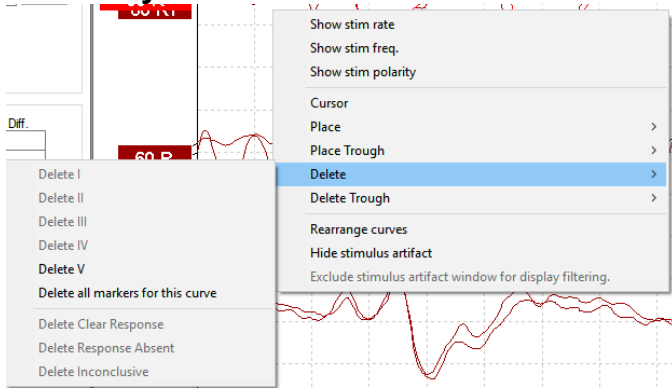 60 R
Diff.
Show stim rate
Show stim freq.
Show stim polarity
Cursor
Place
Place Trough
Delete
Delete Trough
Rearrange curves
Hide stimulus artifact
Exclude stimulus artifact window for display filtering.
Delete I
Delete II
Delete III
Delete IV
Delete V
Delete all markers for this curve
Delete Clear Response
Delete Response Absent
Delete Inconclusive